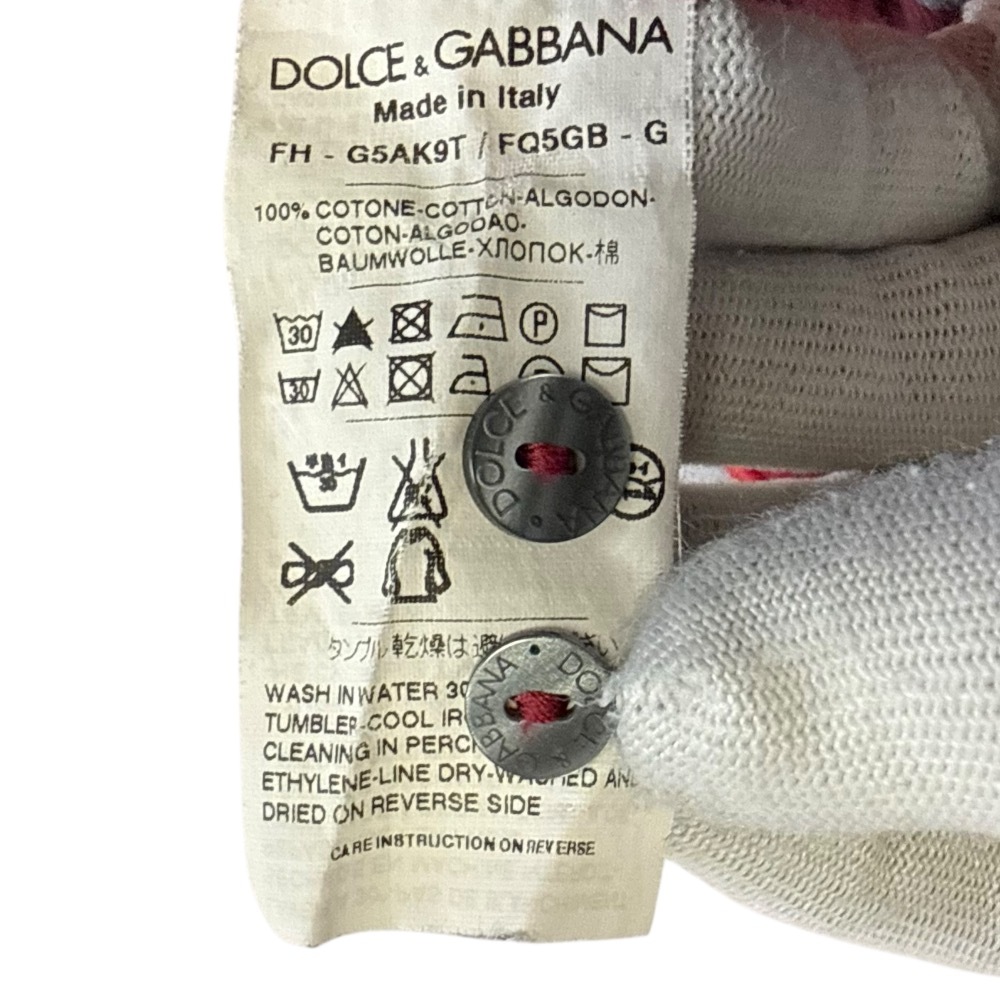 DOLCE & GABBANA
Made in Italy
FH - G5AK9T / FQ5GB - G
100% COTONE-COTTON-ALGODON-
COTON-ALGODAO-
BAUMWOLLE-ХЛОПОК-棉
30
P
30
30
DOLCE & GABBANA
タンブル乾燥は避
DOLCE & GABBANA
WASH IN WATER 30
TUMBLER-COOL
CLEANING IN
ETHYLENE-LINE DRY-WASHED AND
DRIED ON REVERSE SIDE
CARE INSTRUCTION ON REVERSE